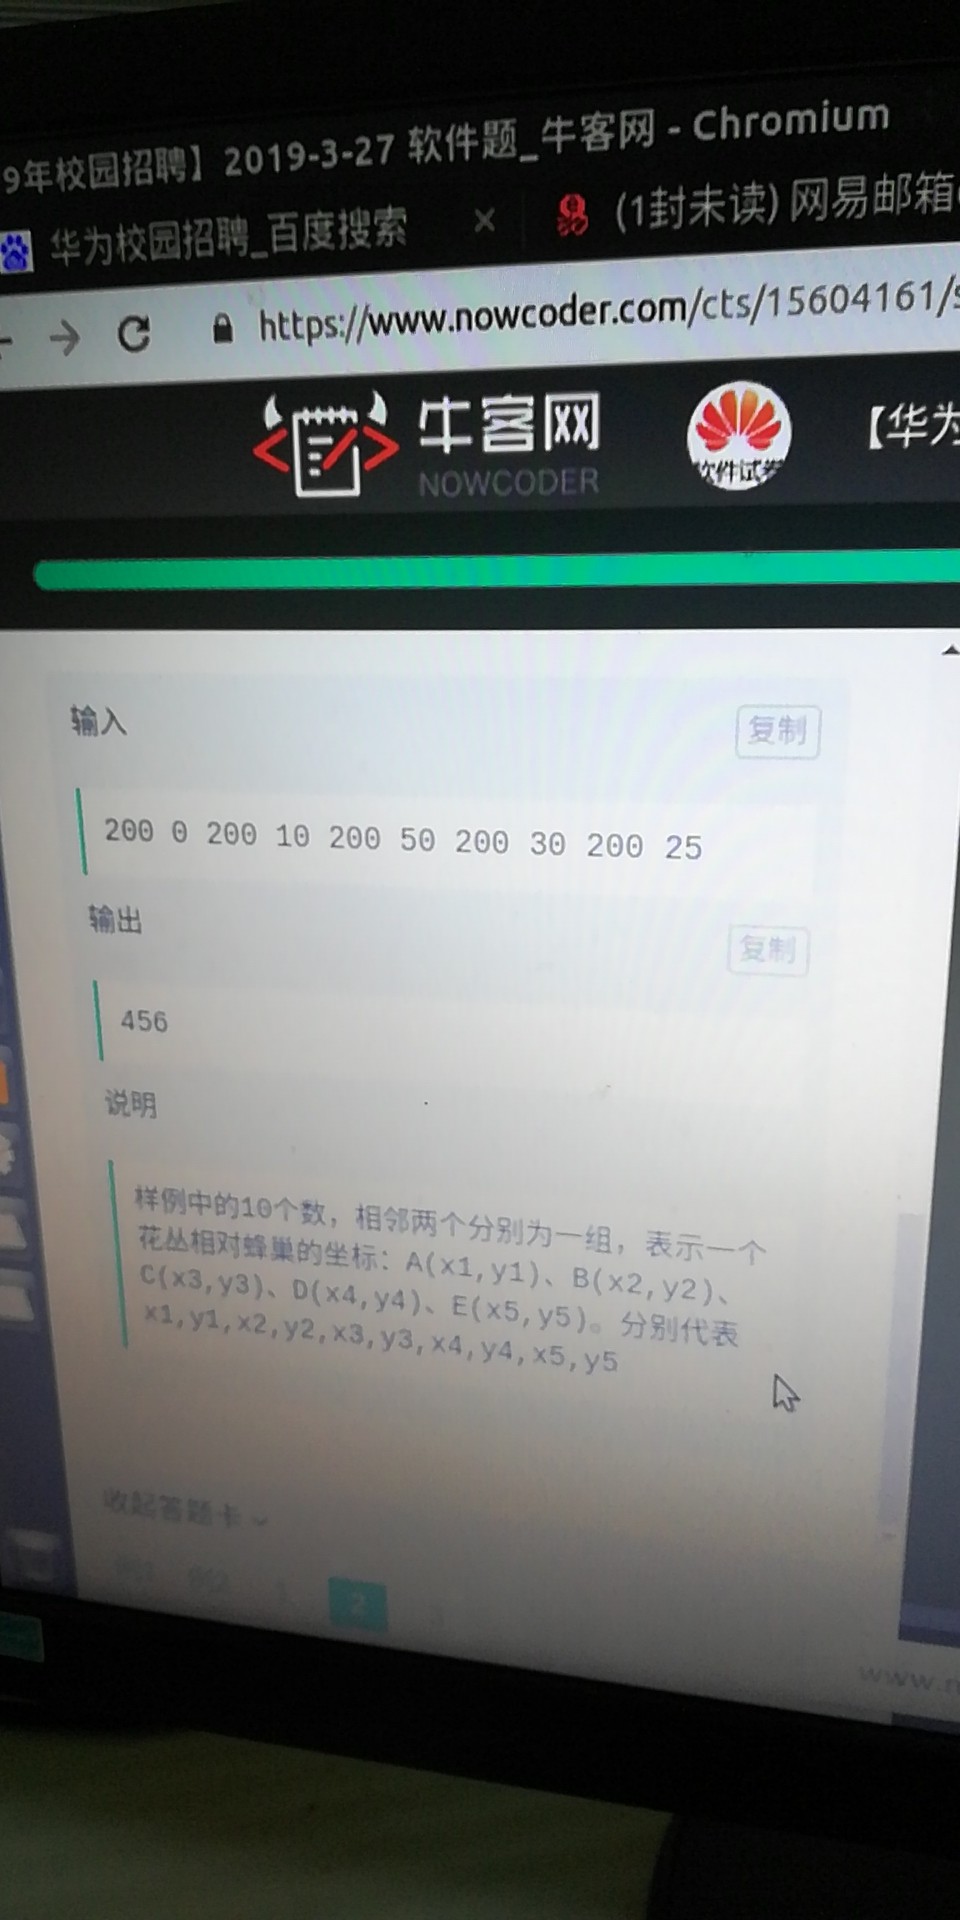 9年校园招聘】2019-3-27 软件题_牛客网 - Chromium
华为校园招聘_百度搜索 × (1封未读) 网易邮箱
https://www.nowcoder.com/cts/15604161/s
牛客网
NOWCODER
软件试卷
【华为
输入
复制
200 0 200 10 200 50 200 30 200 25
输出
复制
456
说明
样例中的10个数，相邻两个分别为一组，表示一个
花丛相对蜂巢的坐标：A(x1,y1)、B(x2,y2)、
C(x3,y3)、D(x4,y4)、E(x5,y5)。分别代表
x1,y1,x2,y2,x3,y3,x4,y4,x5,y5
收起答题卡
2
www.n